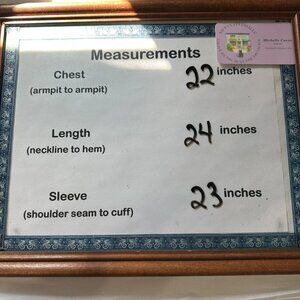 Measurements
Chest 22 inches
(armpit to armpit)
Length 24 inches
(neckline to hem)
Sleeve 23 inches
(shoulder seam to cuff)